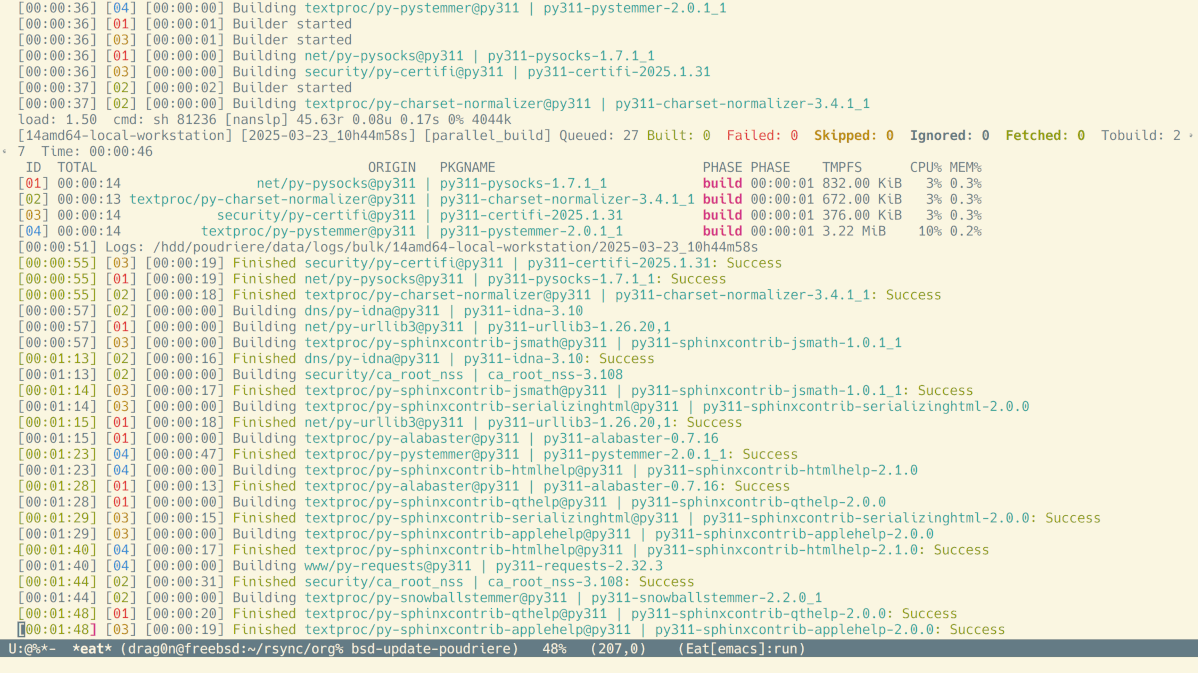 [00:00:36] [04] [00:00:00] Building textproc/py-pystemmer@py311 | py311-pystemmer-2.0.1_1
[00:00:36] [01] [00:00:01] Builder started
[00:00:36] [03] [00:00:01] Builder started
[00:00:36] [01] [00:00:00] Building net/py-pysocks@py311 | py311-pysocks-1.7.1_1
[00:00:36] [03] [00:00:00] Building security/py-certifi@py311 | py311-certifi-2025.1.31
[00:00:37] [02] [00:00:02] Builder started
[00:00:37] [02] [00:00:00] Building textproc/py-charset-normalizer@py311 | py311-charset-normalizer-3.4.1_1
load: 1.50  cmd: sh 81236 [nanslp] 45.63r 0.08u 0.17s 0% 4044k
[14amd64-local-workstation] [2025-03-23_10h44m58s] [parallel_build] Queued: 27 Built: 0  Failed: 0  Skipped: 0  Ignored: 0  Fetched: 0  Tobuild: 2
7  Time: 00:00:46
ID  TOTAL ORIGIN   PKGNAME PHASE PHASE    TMPFS    CPU% MEM%
[01] 00:00:14 net/py-pysocks@py311 | py311-pysocks-1.7.1_1 build 00:00:01 832.00 KiB   3% 0.3%
[02] 00:00:13 textproc/py-charset-normalizer@py311 | py311-charset-normalizer-3.4.1_1 build 00:00:01 672.00 KiB   3% 0.3%
[03] 00:00:14 security/py-certifi@py311 | py311-certifi-2025.1.31 build 00:00:01 376.00 KiB   3% 0.3%
[04] 00:00:14 textproc/py-pystemmer@py311 | py311-pystemmer-2.0.1_1 build 00:00:01 3.22 MiB   10% 0.2%
[00:00:51] Logs: /hdd/poudriere/data/logs/bulk/14amd64-local-workstation/2025-03-23_10h44m58s
[00:00:55] [03] [00:00:19] Finished security/py-certifi@py311 | py311-certifi-2025.1.31: Success
[00:00:55] [01] [00:00:19] Finished net/py-pysocks@py311 | py311-pysocks-1.7.1_1: Success
[00:00:55] [02] [00:00:18] Finished textproc/py-charset-normalizer@py311 | py311-charset-normalizer-3.4.1_1: Success
[00:00:57] [02] [00:00:00] Building dns/py-idna@py311 | py311-idna-3.10
[00:00:57] [01] [00:00:00] Building net/py-urllib3@py311 | py311-urllib3-1.26.20,1
[00:00:57] [03] [00:00:00] Building textproc/py-sphinxcontrib-jsmath@py311 | py311-sphinxcontrib-jsmath-1.0.1_1
[00:01:13] [02] [00:00:16] Finished dns/py-idna@py311 | py311-idna-3.10: Success
[00:01:13] [02] [00:00:00] Building security/ca_root_nss | ca_root_nss-3.108
[00:01:14] [03] [00:00:17] Finished textproc/py-sphinxcontrib-jsmath@py311 | py311-sphinxcontrib-jsmath-1.0.1_1: Success
[00:01:14] [03] [00:00:00] Building textproc/py-sphinxcontrib-serializinghtml@py311 | py311-sphinxcontrib-serializinghtml-2.0.0
[00:01:15] [01] [00:00:18] Finished net/py-urllib3@py311 | py311-urllib3-1.26.20,1: Success
[00:01:15] [01] [00:00:00] Building textproc/py-alabaster@py311 | py311-alabaster-0.7.16
[00:01:23] [04] [00:00:47] Finished textproc/py-pystemmer@py311 | py311-pystemmer-2.0.1_1: Success
[00:01:23] [04] [00:00:00] Building textproc/py-sphinxcontrib-htmlhelp@py311 | py311-sphinxcontrib-htmlhelp-2.1.0
[00:01:28] [01] [00:00:13] Finished textproc/py-alabaster@py311 | py311-alabaster-0.7.16: Success
[00:01:28] [01] [00:00:00] Building textproc/py-sphinxcontrib-qthelp@py311 | py311-sphinxcontrib-qthelp-2.0.0
[00:01:29] [03] [00:00:15] Finished textproc/py-sphinxcontrib-serializinghtml@py311 | py311-sphinxcontrib-serializinghtml-2.0.0: Success
[00:01:29] [03] [00:00:00] Building textproc/py-sphinxcontrib-applehelp@py311 | py311-sphinxcontrib-applehelp-2.0.0
[00:01:40] [04] [00:00:17] Finished textproc/py-sphinxcontrib-htmlhelp@py311 | py311-sphinxcontrib-htmlhelp-2.1.0: Success
[00:01:40] [04] [00:00:00] Building www/py-requests@py311 | py311-requests-2.32.3
[00:01:44] [02] [00:00:31] Finished security/ca_root_nss | ca_root_nss-3.108: Success
[00:01:44] [02] [00:00:00] Building textproc/py-snowballstemmer@py311 | py311-snowballstemmer-2.2.0_1
[00:01:48] [01] [00:00:20] Finished textproc/py-sphinxcontrib-qthelp@py311 | py311-sphinxcontrib-qthelp-2.0.0: Success
[00:01:48] [03] [00:00:19] Finished textproc/py-sphinxcontrib-applehelp@py311 | py311-sphinxcontrib-applehelp-2.0.0: Success
U:@%*-  *eat* (drag0n@freebsd:~/rsync/org% bsd-update-poudriere)   48%   (207,0)    (Eat[emacs]:run)